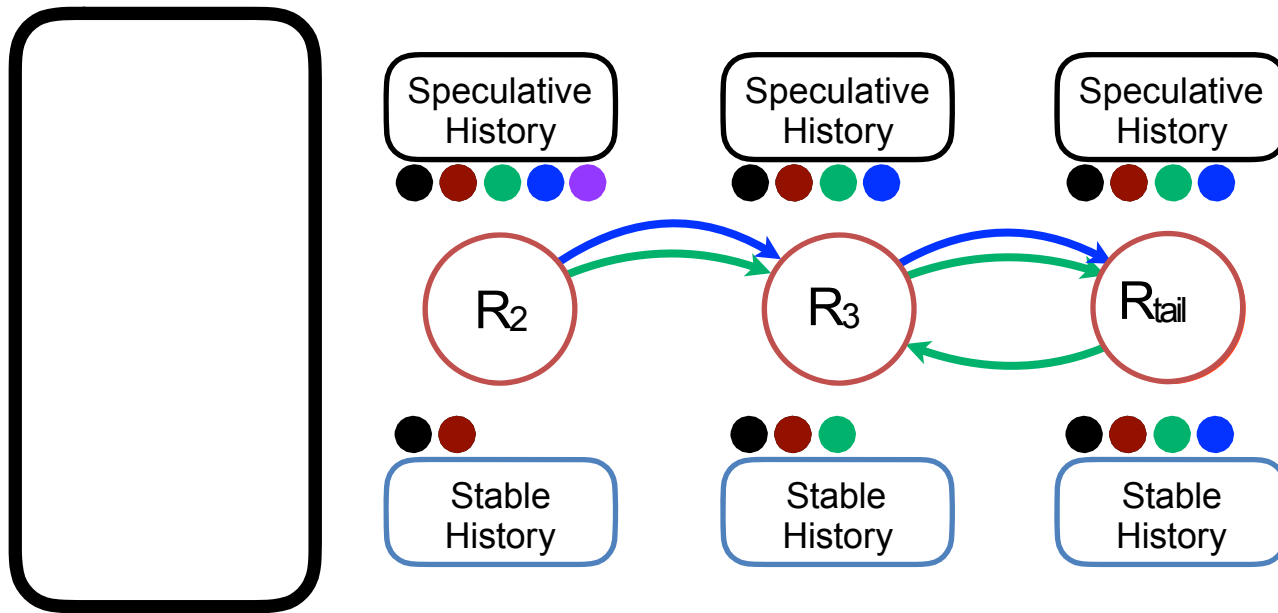 Speculative
History
Speculative
History
Speculative
History
R2
R3
Rtail
Stable
History
Stable
History
Stable
History